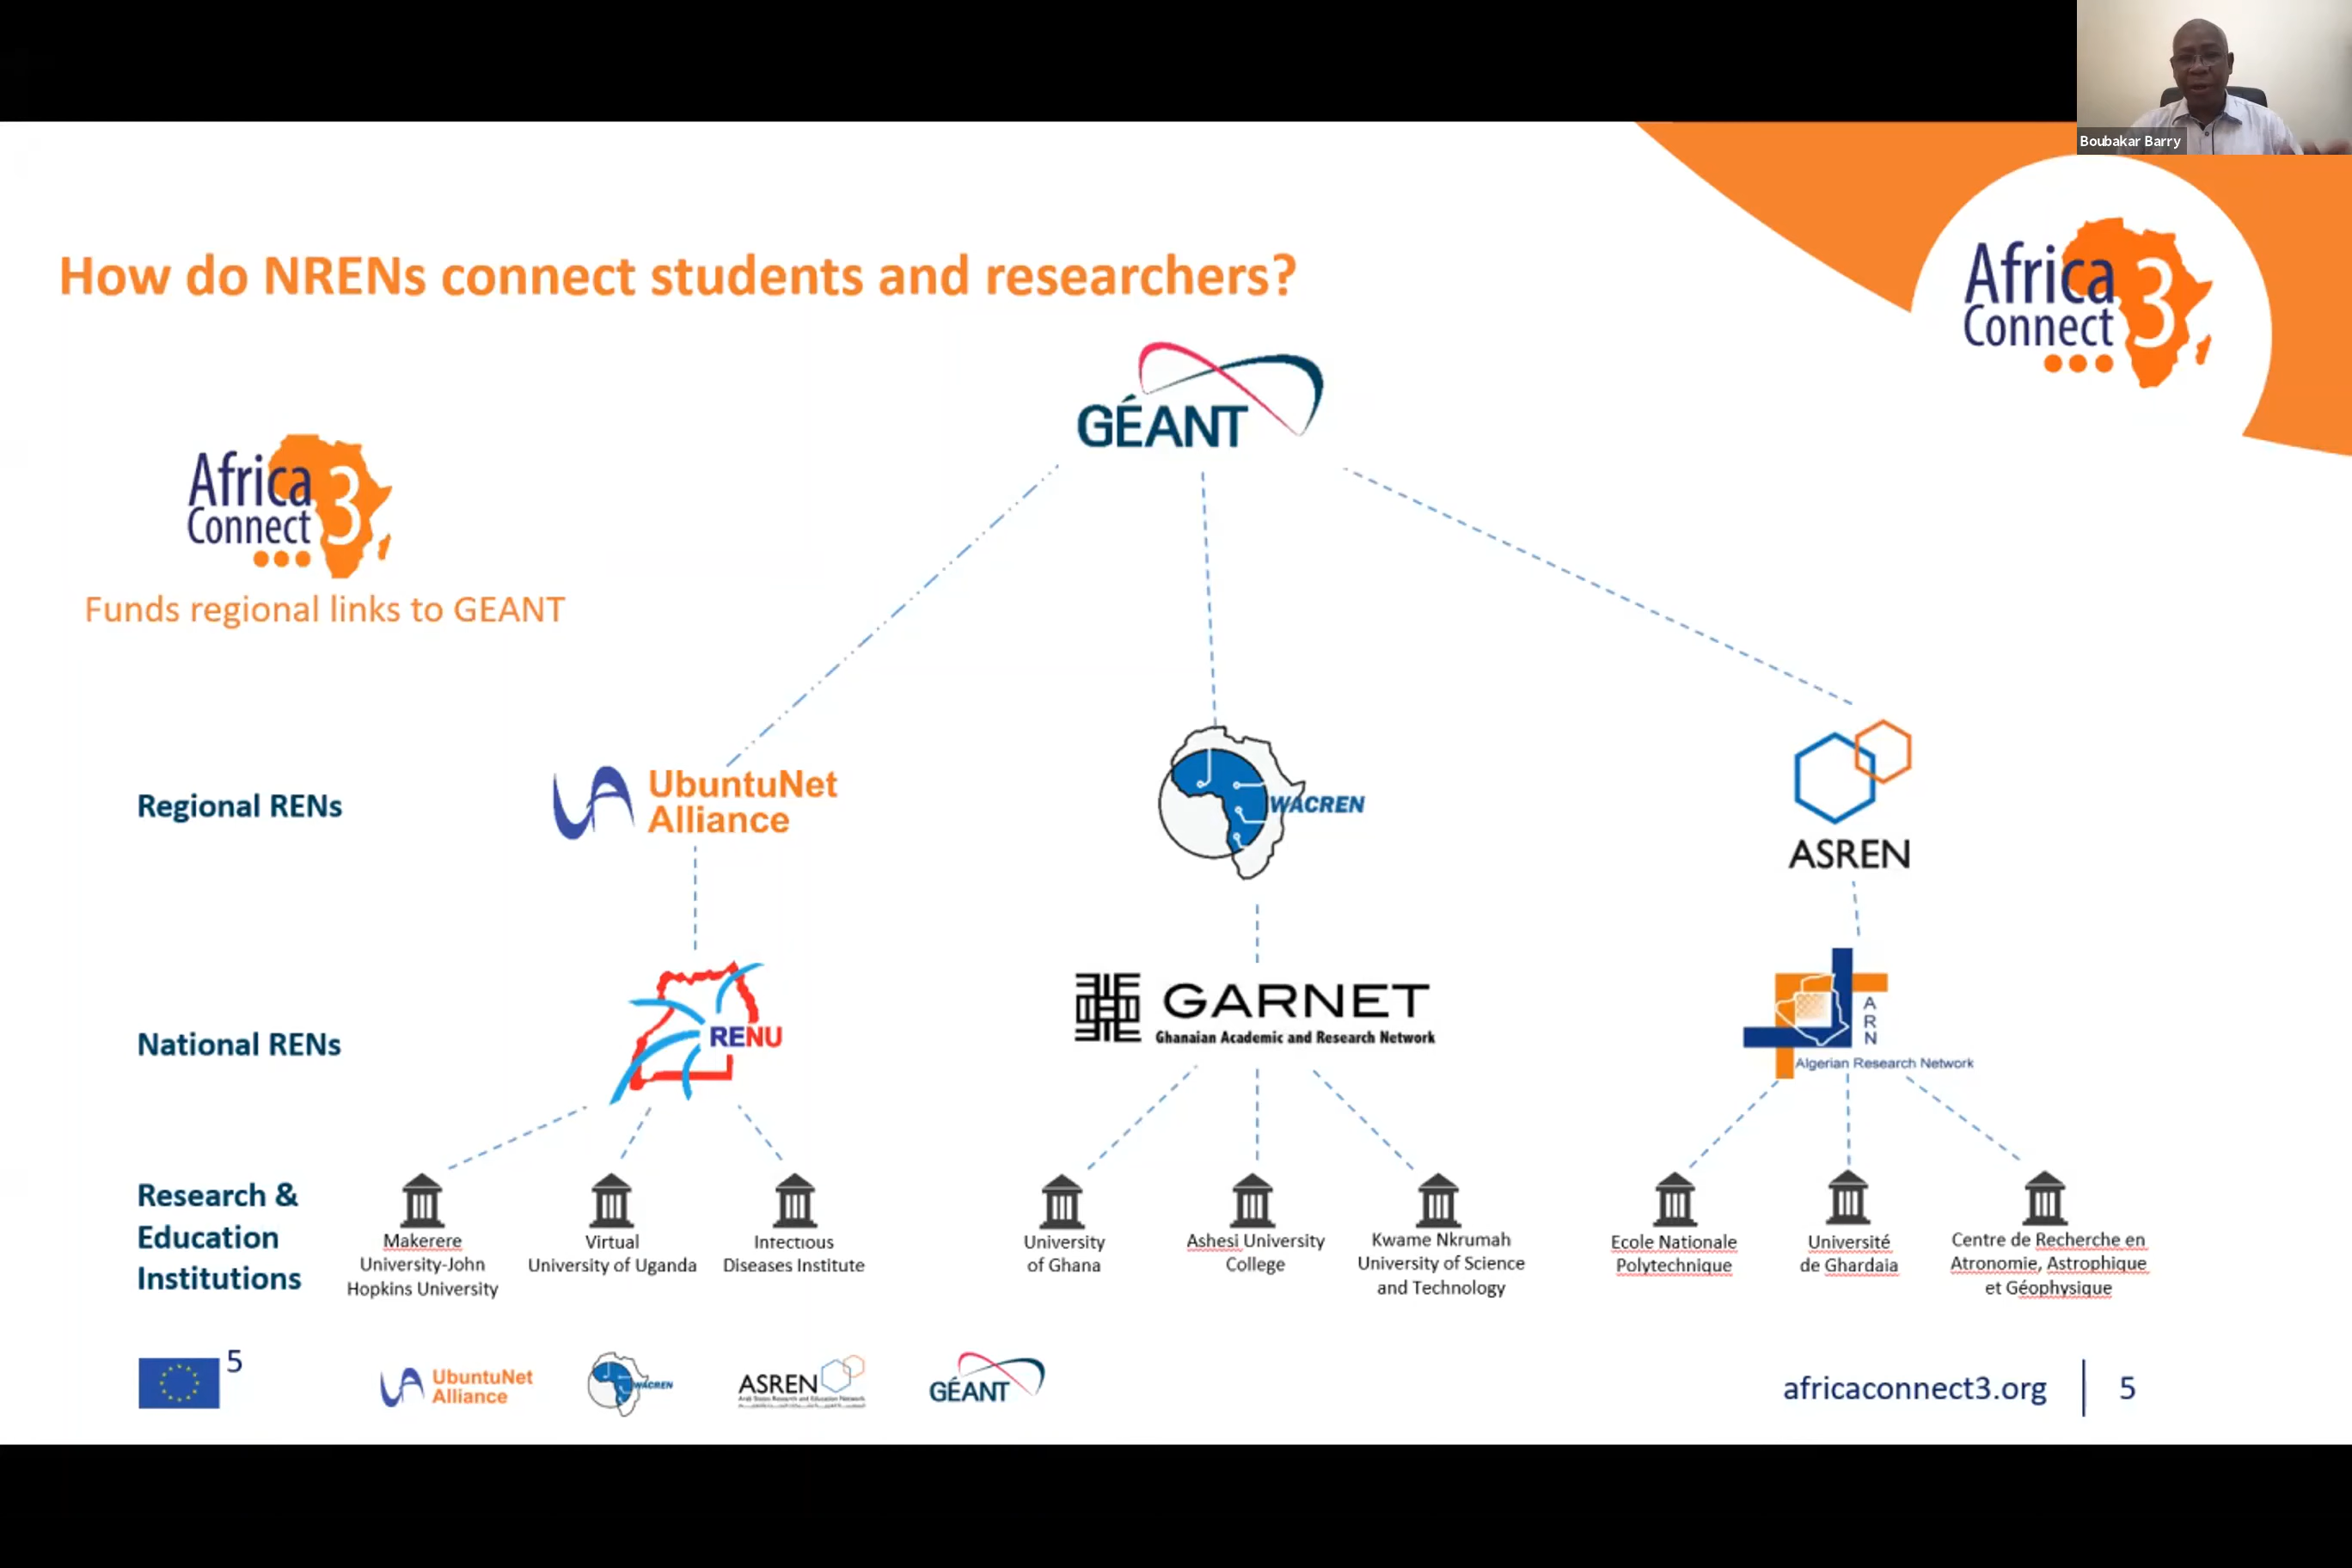 Boubakar Barry
How do NRENs connect students and researchers?
Africa
Connect
3
GÉANT
Africa
Connect
3
Funds regional links to GEANT
Regional RENs
UbuntuNet
Alliance
WACREN
ASREN
National RENs
RENU
GARNET
Ghanaian Academic and Research Network
A
R
N
Algerian Research Network
Research &
Education
Institutions
Makerere
University-John
Hopkins University
Virtual
University of Uganda
Infectious
Diseases Institute
University
of Ghana
Ashesi University
College
Kwame Nkrumah
University of Science
and Technology
Ecole Nationale
Polytechnique
Université
de Ghardaia
Centre de Recherche en
Atronomie, Astrophique
et Géophysique
5
UbuntuNet
Alliance
WACREN
ASREN
Arab States Research and Education Network
GÉANT
africaconnect3.org
5